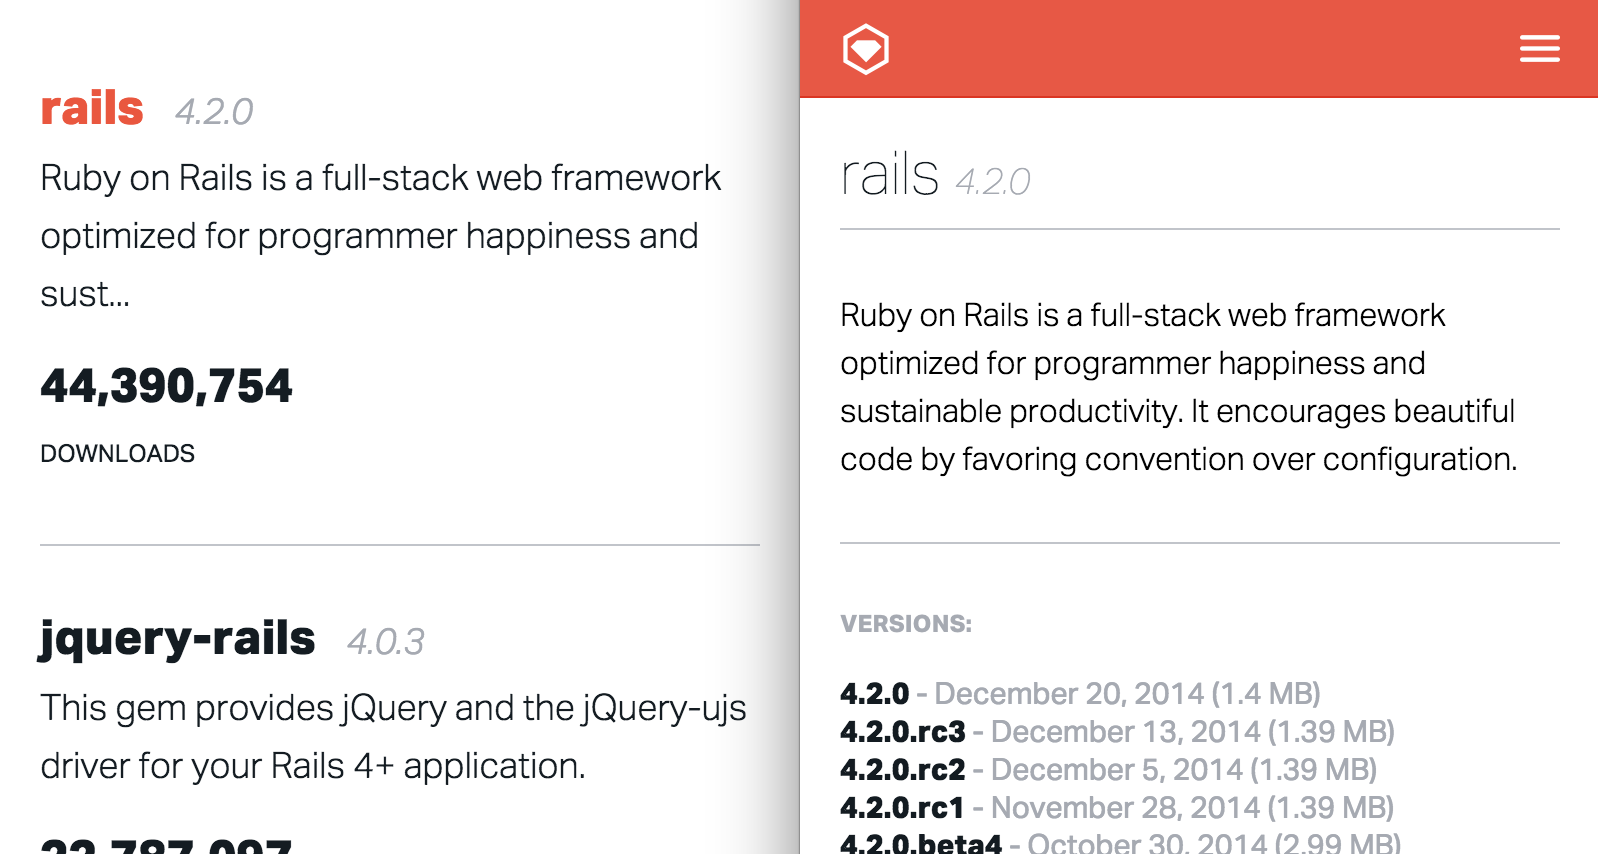 rails 4.2.0
Ruby on Rails is a full-stack web framework
optimized for programmer happiness and
sust...
44,390,754
DOWNLOADS
jquery-rails 4.0.3
This gem provides jQuery and the jQuery-ujs
driver for your Rails 4+ application.
22,787,097
rails 4.2.0
Ruby on Rails is a full-stack web framework
optimized for programmer happiness and
sustainable productivity. It encourages beautiful
code by favoring convention over configuration.
VERSIONS:
4.2.0 - December 20, 2014 (1.4 MB)
4.2.0.rc3 - December 13, 2014 (1.39 MB)
4.2.0.rc2 - December 5, 2014 (1.39 MB)
4.2.0.rc1 - November 28, 2014 (1.39 MB)
4.2.0.beta4 - October 30, 2014 (2.99 MB)